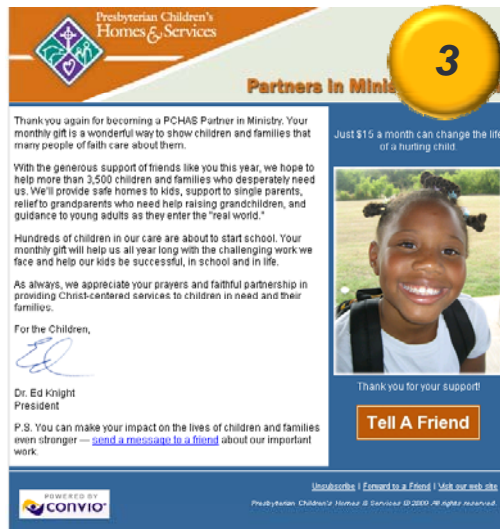 Presbyterian Children's
Homes & Services
Partners in
3
Thank you again for becoming a PCHAS Partner in Ministry. Your
monthly gift is a wonderful way to show children and families that
many people of faith care about them.
With the generous support of friends like you this year, we hope to
help more than 3,500 children and families who desperately need
us. We'll provide safe homes to kids, support to single parents,
relief to grandparents who need help raising grandchildren, and
guidance to young adults as they enter the "real world."
Hundreds of children in our care are about to start school. Your
monthly gift will help us all year long with the challenging work we
face and help our kids be successful, in school and in life.
As always, we appreciate your prayers and faithful partnership in
providing Christ-centered services to children in need and their
families.
For the Children,
Ed
Dr. Ed Knight
President
P.S. You can make your impact on the lives of children and families
even stronger — send a message to a friend about our important
work.
Just $15 a month can change the life
of a hurting child.
Thank you for your support!
Tell A Friend
Unsubscribe | Forward to a Friend | Visit our web site
Presbyterian Children's Homes & Services © 2009 All rights reserved.
POWERED BY
CONVIO